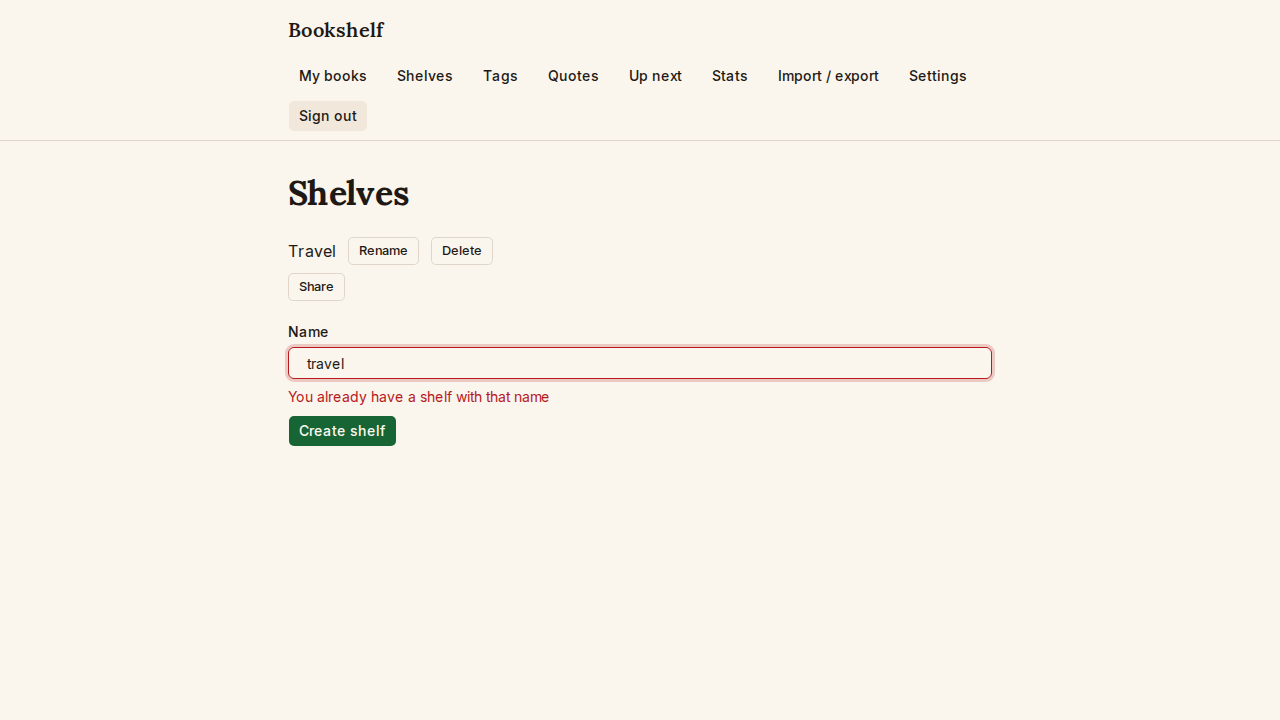 Bookshelf
My books Shelves Tags Quotes Up next Stats Import / export Settings
Sign out
Shelves
Travel Rename Delete
Share
Name
travel
You already have a shelf with that name
Create shelf